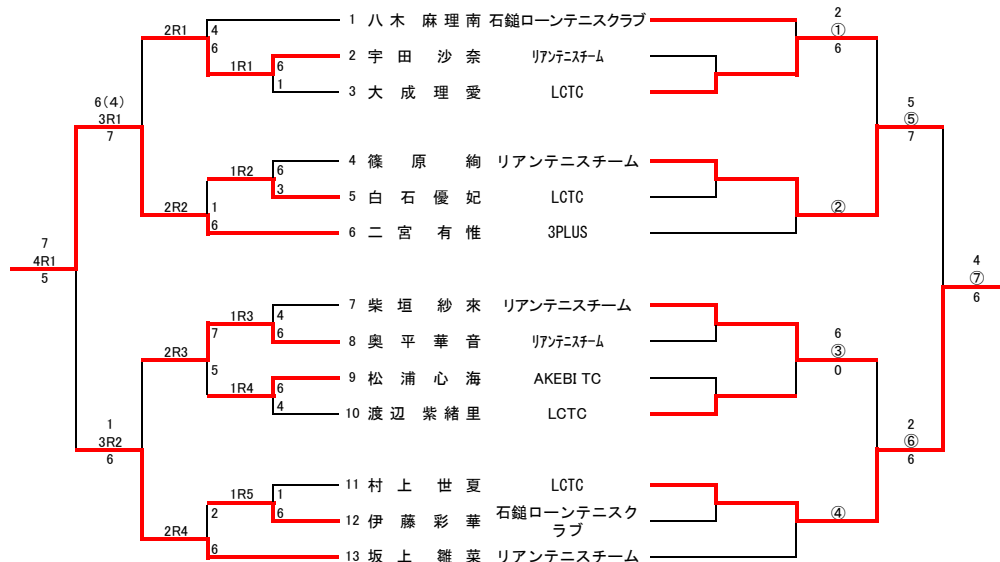 1 八木 麻理南 石鎚ローンテニスクラブ 2
2R1 4 ①
6 6
2 宇田 沙奈 リアンテニスチーム
1R1 6
1
3 大成理愛 LCTC
6(4) 5
3R1 ⑤
7 7
4 篠原 絢 リアンテニスチーム
1R2 6
3
5 白石優妃 LCTC
2R2 1 ②
6
6 二宮有惟 3PLUS
7 4
4R1 ⑦
5 6
7 柴垣紗來 リアンテニスチーム
1R3 4
6
7 6
8 奥平華音 リアンテニスチーム
2R3 ③
5 0
9 松浦心海 AKEBI TC
1R4 6
4
10 渡辺 紫緒里 LCTC
1 2
3R2 ⑥
6 6
11 村上 世夏 LCTC
1R5 1
6
12 伊藤彩華 石鎚ローンテニスク
ラブ
2 ④
2R4
6
13 坂上 雛菜 リアンテニスチーム